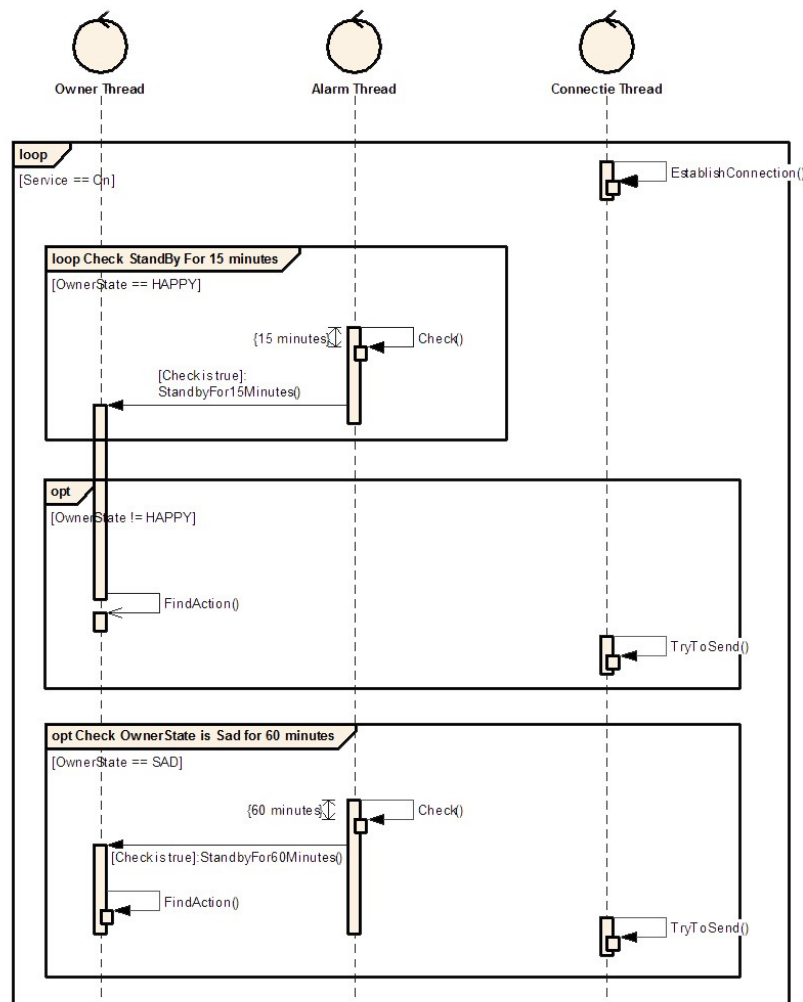 Owner Thread
Alarm Thread
Connectie Thread
loop
[Service == On]
EstablishConnection()
loop Check StandBy For 15 minutes
[OwnerState == HAPPY]
{15 minutes}
Check()
[Check is true]:
StandbyFor15Minutes()
opt
[OwnerState != HAPPY]
FindAction()
TryToSend()
opt Check OwnerState is Sad for 60 minutes
[OwnerState == SAD]
{60 minutes}
Check()
[Check is true]:StandbyFor60Minutes()
FindAction()
TryToSend()